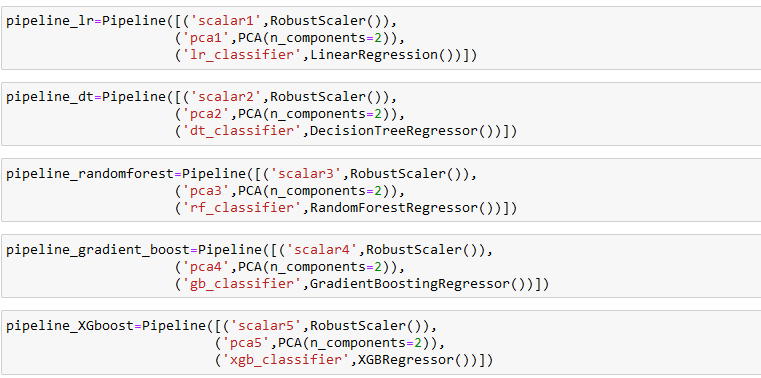 pipeline_lr=Pipeline([('scalar1',RobustScaler()),
('pca1',PCA(n_components=2)),
('lr_classifier',LinearRegression())])
pipeline_dt=Pipeline([('scalar2',RobustScaler()),
('pca2',PCA(n_components=2)),
('dt_classifier',DecisionTreeRegressor())])
pipeline_randomforest=Pipeline([('scalar3',RobustScaler()),
('pca3',PCA(n_components=2)),
('rf_classifier',RandomForestRegressor())])
pipeline_gradient_boost=Pipeline([('scalar4',RobustScaler()),
('pca4',PCA(n_components=2)),
('gb_classifier',GradientBoostingRegressor())])
pipeline_XGboost=Pipeline([('scalar5',RobustScaler()),
('pca5',PCA(n_components=2)),
('xgb_classifier',XGBRegressor())])